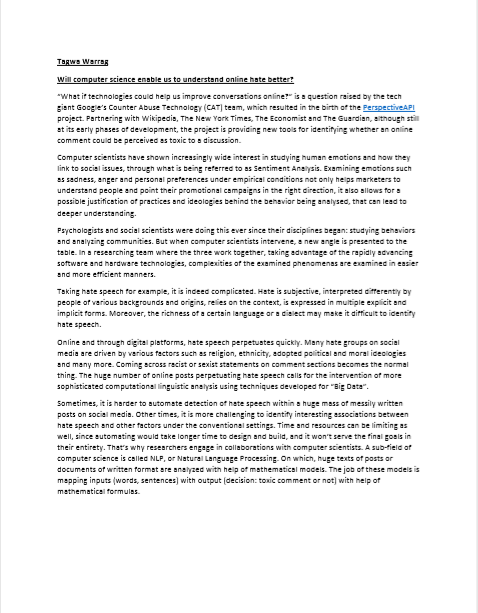 Tagwa Warrag
Will computer science enable us to understand online hate better?
"What if technologies could help us improve conversations online?" is a question raised by the tech
giant Google's Counter Abuse Technology (CAT) team, which resulted in the birth of the PerspectiveAPI
project. Partnering with Wikipedia, The New York Times, The Economist and The Guardian, although still
at its early phases of development, the project is providing new tools for identifying whether an online
comment could be perceived as toxic to a discussion.
Computer scientists have shown increasingly wide interest in studying human emotions and how they
link to social issues, through what is being referred to as Sentiment Analysis. Examining emotions such
as sadness, anger and personal preferences under empirical conditions not only helps marketers to
understand people and point their promotional campaigns in the right direction, it also allows for a
possible justification of practices and ideologies behind the behavior being analysed, that can lead to
deeper understanding.
Psychologists and social scientists were doing this ever since their disciplines began: studying behaviors
and analyzing communities. But when computer scientists intervene, a new angle is presented to the
table. In a researching team where the three work together, taking advantage of the rapidly advancing
software and hardware technologies, complexities of the examined phenomenas are examined in easier
and more efficient manners.
Taking hate speech for example, it is indeed complicated. Hate is subjective, interpreted differently by
people of various backgrounds and origins, relies on the context, is expressed in multiple explicit and
implicit forms. Moreover, the richness of a certain language or a dialect may make it difficult to identify
hate speech.
Online and through digital platforms, hate speech perpetuates quickly. Many hate groups on social
media are driven by various factors such as religion, ethnicity, adopted political and moral ideologies
and many more. Coming across racist or sexist statements on comment sections becomes the normal
thing. The huge number of online posts perpetuating hate speech calls for the intervention of more
sophisticated computational linguistic analysis using techniques developed for "Big Data".
Sometimes, it is harder to automate detection of hate speech within a huge mass of messily written
posts on social media. Other times, it is more challenging to identify interesting associations between
hate speech and other factors under the conventional settings. Time and resources can be limiting as
well, since automating would take longer time to design and build, and it won't serve the final goals in
their entirety. That's why researchers engage in collaborations with computer scientists. A sub-field of
computer science is called NLP, or Natural Language Processing. On which, huge texts of posts or
documents of written format are analyzed with help of mathematical models. The job of these models is
mapping inputs (words, sentences) with output (decision: toxic comment or not) with help of
mathematical formulas.